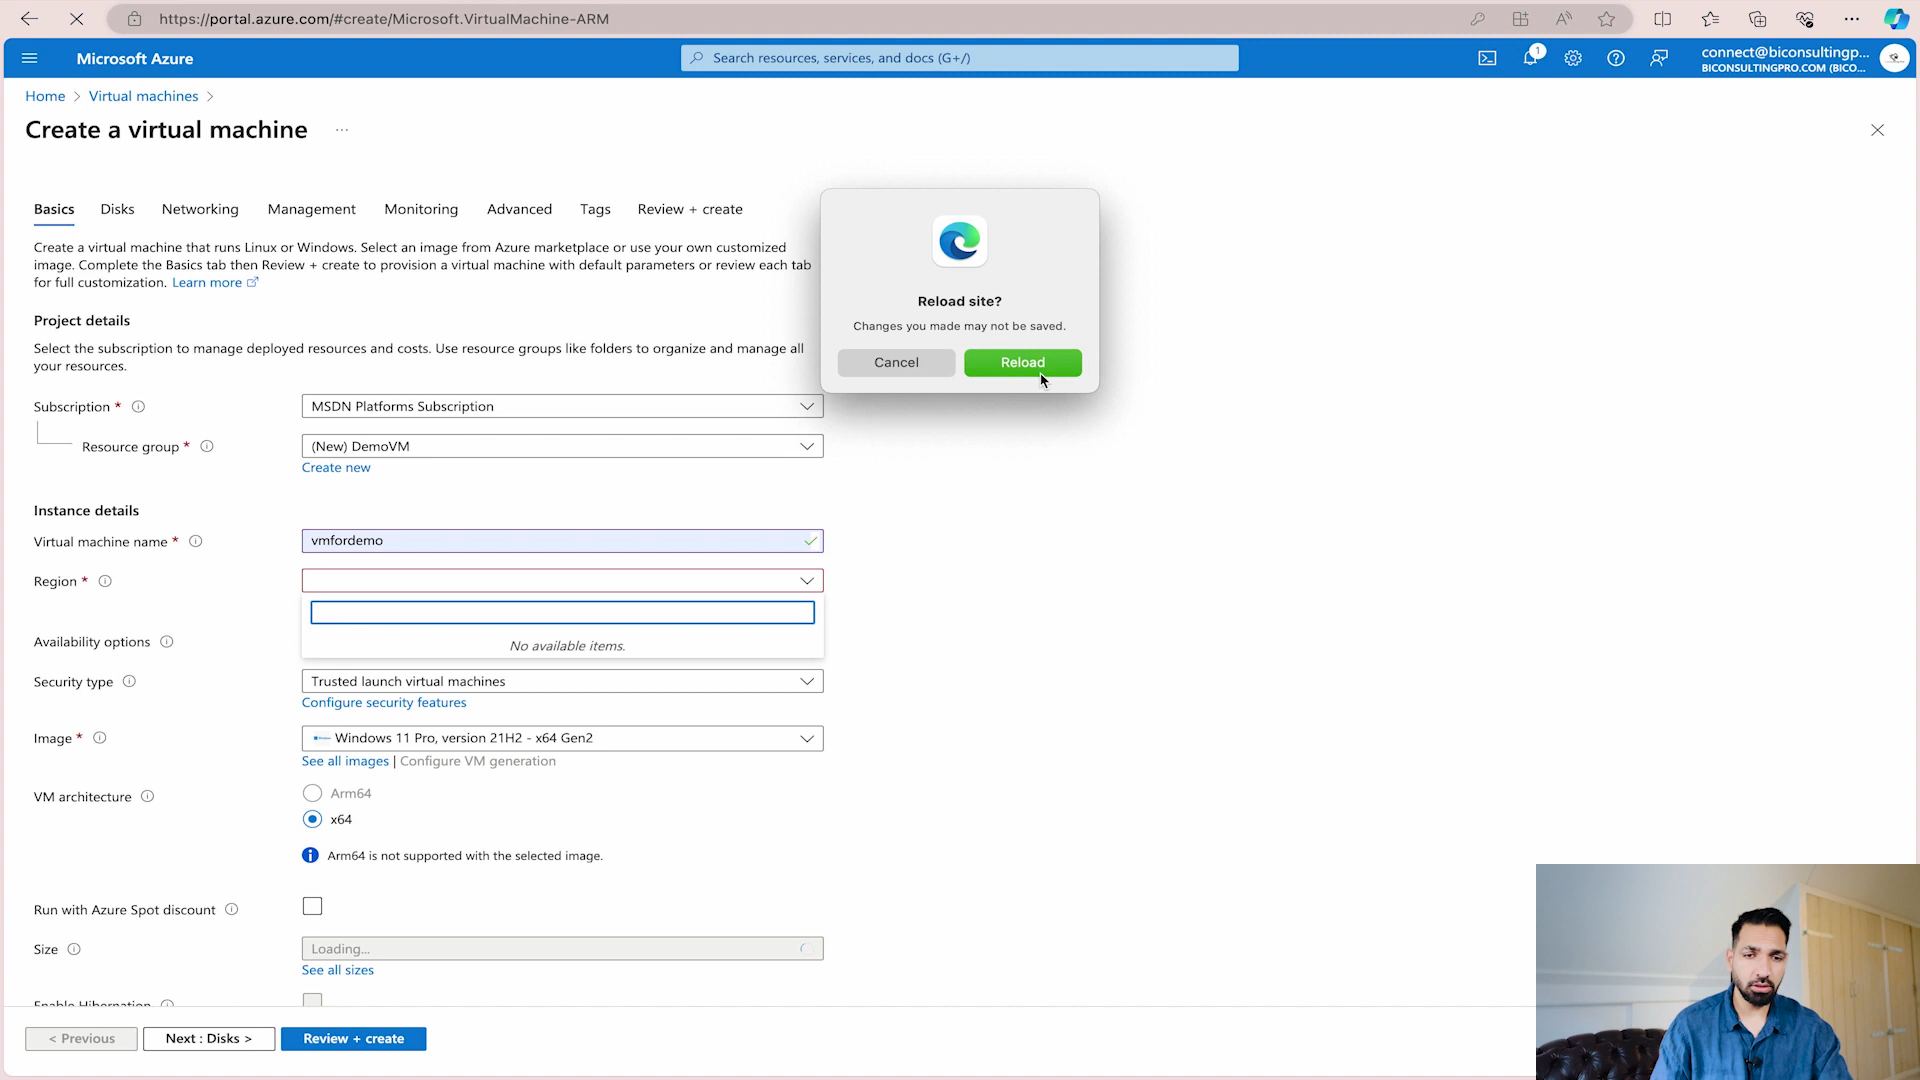 https://portal.azure.com/#create/Microsoft.VirtualMachine-ARM
Microsoft Azure
Search resources, services, and docs (G+/)
1
connect@biconsultingp...
BICONSULTINGPRO.COM (BICO...
Home > Virtual machines >
Create a virtual machine ...
Basics Disks Networking Management Monitoring Advanced Tags Review + create
Create a virtual machine that runs Linux or Windows. Select an image from Azure marketplace or use your own customized
image. Complete the Basics tab then Review + create to provision a virtual machine with default parameters or review each tab
for full customization. Learn more
Reload site?
Changes you made may not be saved.
Cancel Reload
Project details
Select the subscription to manage deployed resources and costs. Use resource groups like folders to organize and manage all
your resources.
Subscription * MSDN Platforms Subscription
Resource group * (New) DemoVM
Create new
Instance details
Virtual machine name * vmfordemo
Region *
No available items.
Availability options
Security type Trusted launch virtual machines
Configure security features
Image * Windows 11 Pro, version 21H2 - x64 Gen2
See all images | Configure VM generation
VM architecture Arm64
x64
Arm64 is not supported with the selected image.
Run with Azure Spot discount
Size Loading...
See all sizes
Enable Hibernation
< Previous Next : Disks > Review + create